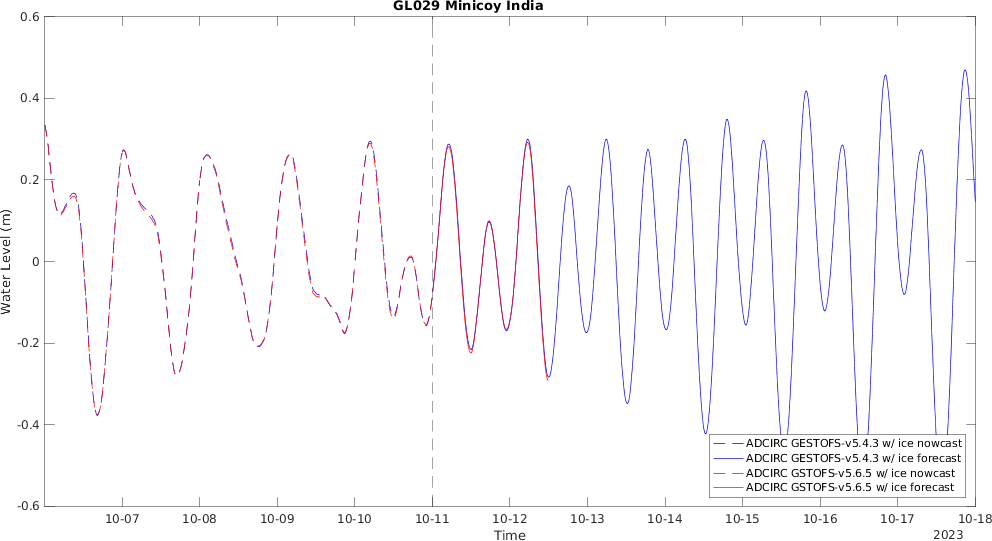 GL029 Minicoy India
0.6
0.4
0.2
0
-0.2
-0.4
-0.6
Water Level (m)
ADCIRC GESTOFS-v5.4.3 w/ ice nowcast
ADCIRC GESTOFS-v5.4.3 w/ ice forecast
ADCIRC GSTOFS-v5.6.5 w/ ice nowcast
ADCIRC GSTOFS-v5.6.5 w/ ice forecast
10-07 10-08 10-09 10-10 10-11 10-12 10-13 10-14 10-15 10-16 10-17 10-18
Time
2023